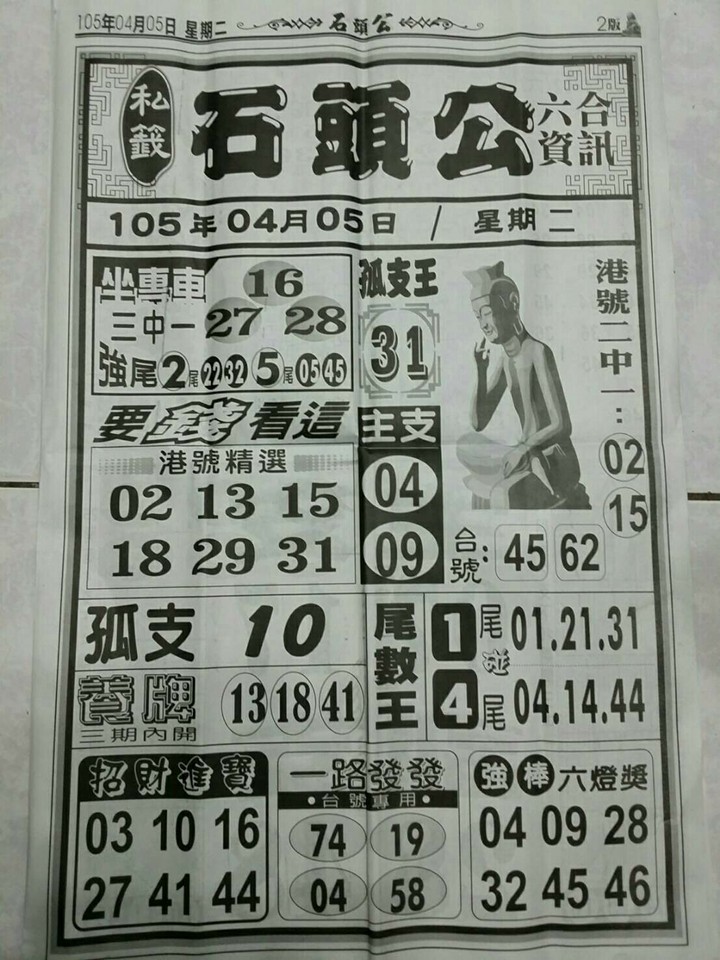 105年04月05日 星期二
石頭公
2版
私籤
石頭公
六合
資訊
105年04月05日 / 星期二
坐專車
三中一
16
27 28
強尾 2尾 22 32 5尾 05 45
孤支王
31
港號二中一:
02
15
要錢看這
港號精選
02 13 15
18 29 31
主支
04
09
台號: 45 62
孤支 10
養牌
三期內開
13 18 41
尾數王
1尾 01.21.31
碰
4尾 04.14.44
招財進寶
03 10 16
27 41 44
一路發發
•台號專用•
74 19
04 58
強棒六燈獎
04 09 28
32 45 46